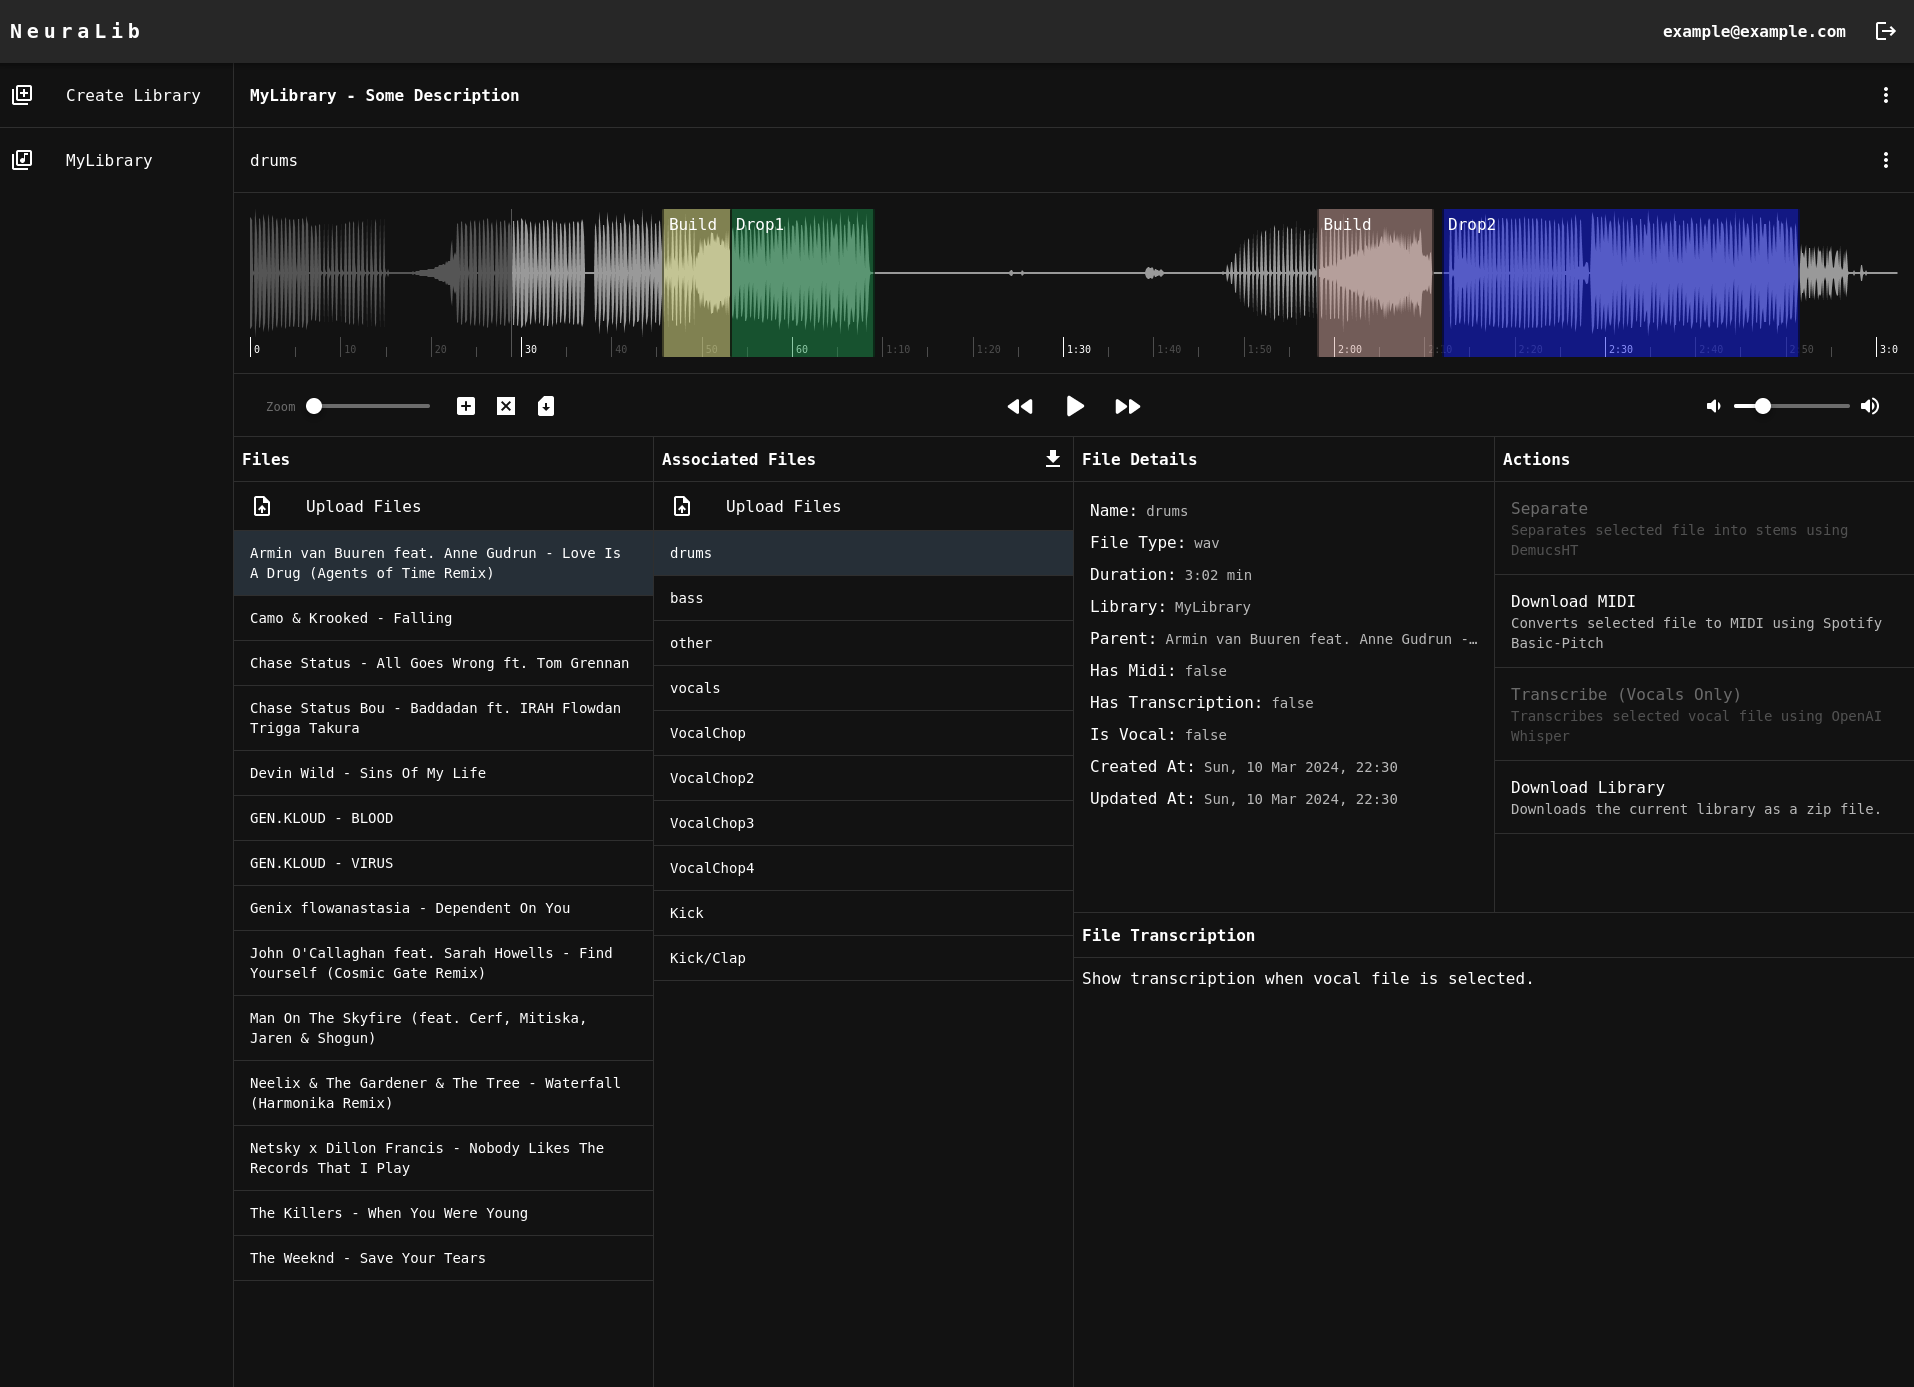 NeuraLib
example@example.com
Create Library
MyLibrary
MyLibrary - Some Description
drums
Build
Drop1
Build
Drop2
0 10 20 30 40 50 60 1:10 1:20 1:30 1:40 1:50 2:00 2:10 2:20 2:30 2:40 2:50 3:0
Zoom
Files
Upload Files
Armin van Buuren feat. Anne Gudrun - Love Is
A Drug (Agents of Time Remix)
Camo & Krooked - Falling
Chase Status - All Goes Wrong ft. Tom Grennan
Chase Status Bou - Baddadan ft. IRAH Flowdan
Trigga Takura
Devin Wild - Sins Of My Life
GEN.KLOUD - BLOOD
GEN.KLOUD - VIRUS
Genix flowanastasia - Dependent On You
John O'Callaghan feat. Sarah Howells - Find
Yourself (Cosmic Gate Remix)
Man On The Skyfire (feat. Cerf, Mitiska,
Jaren & Shogun)
Neelix & The Gardener & The Tree - Waterfall
(Harmonika Remix)
Netsky x Dillon Francis - Nobody Likes The
Records That I Play
The Killers - When You Were Young
The Weeknd - Save Your Tears
Associated Files
Upload Files
drums
bass
other
vocals
VocalChop
VocalChop2
VocalChop3
VocalChop4
Kick
Kick/Clap
File Details
Name: drums
File Type: wav
Duration: 3:02 min
Library: MyLibrary
Parent: Armin van Buuren feat. Anne Gudrun -…
Has Midi: false
Has Transcription: false
Is Vocal: false
Created At: Sun, 10 Mar 2024, 22:30
Updated At: Sun, 10 Mar 2024, 22:30
Actions
Separate
Separates selected file into stems using
DemucsHT
Download MIDI
Converts selected file to MIDI using Spotify
Basic-Pitch
Transcribe (Vocals Only)
Transcribes selected vocal file using OpenAI
Whisper
Download Library
Downloads the current library as a zip file.
File Transcription
Show transcription when vocal file is selected.